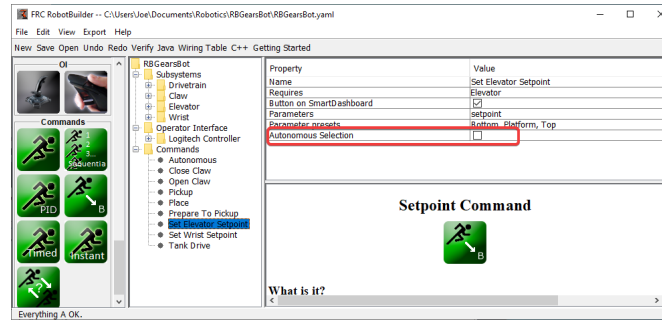 FRC RobotBuilder -- C:\Users\Joe\Documents\Robotics\RBGearsBot\RBGearsBot.yaml
File Edit View Export Help
New Save Open Undo Redo Verify Java Wiring Table C++ Getting Started
OI
Commands
1
2
3...
Sequentia
PID
B
Timed
Instant
?
RBGearsBot
Subsystems
Drivetrain
Claw
Elevator
Wrist
Operator Interface
Logitech Controller
Commands
Autonomous
Close Claw
Open Claw
Pickup
Place
Prepare To Pickup
Set Elevator Setpoint
Set Wrist Setpoint
Tank Drive
Property Value
Name Set Elevator Setpoint
Requires Elevator
Button on SmartDashboard
Parameters setpoint
Parameter presets Bottom, Platform, Top
Autonomous Selection
Setpoint Command
B
What is it?
Everything A OK.